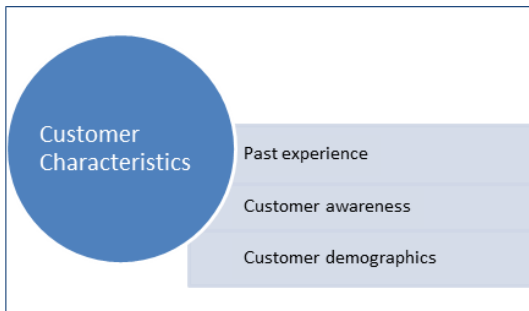 Customer
Characteristics
Past experience
Customer awareness
Customer demographics